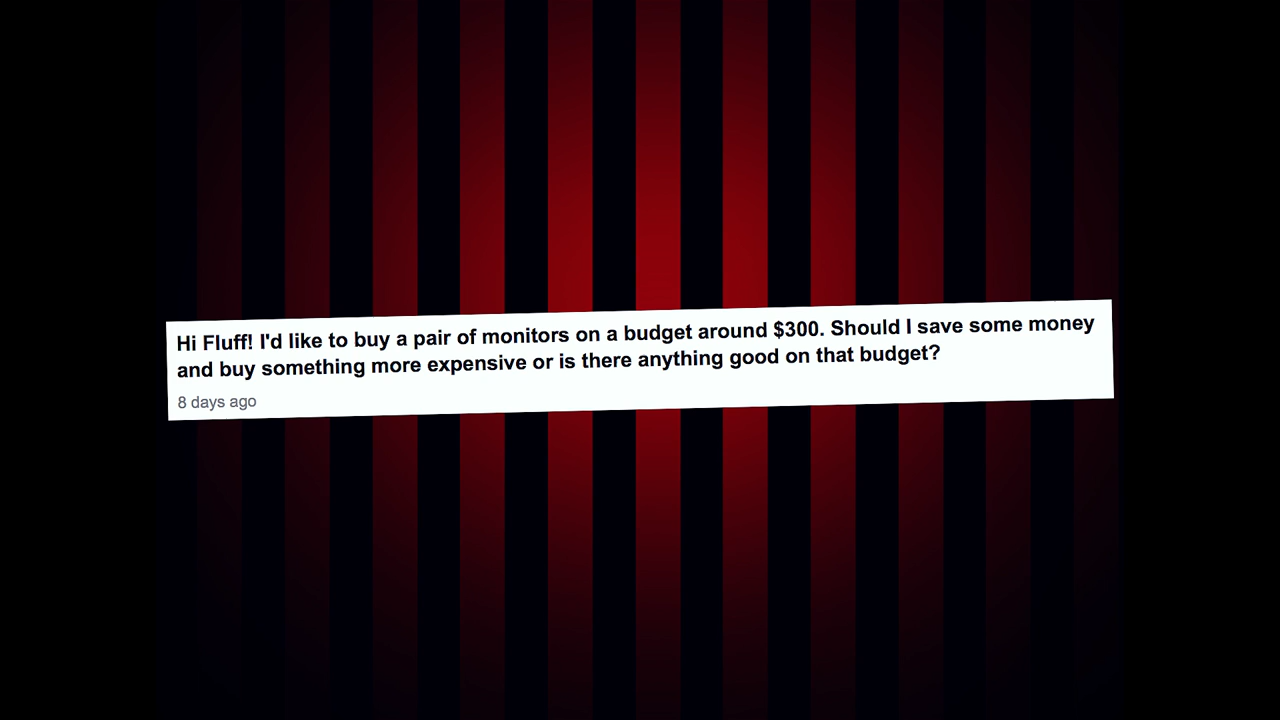 Hi Fluff! I'd like to buy a pair of monitors on a budget around $300. Should I save some money
and buy something more expensive or is there anything good on that budget?
8 days ago